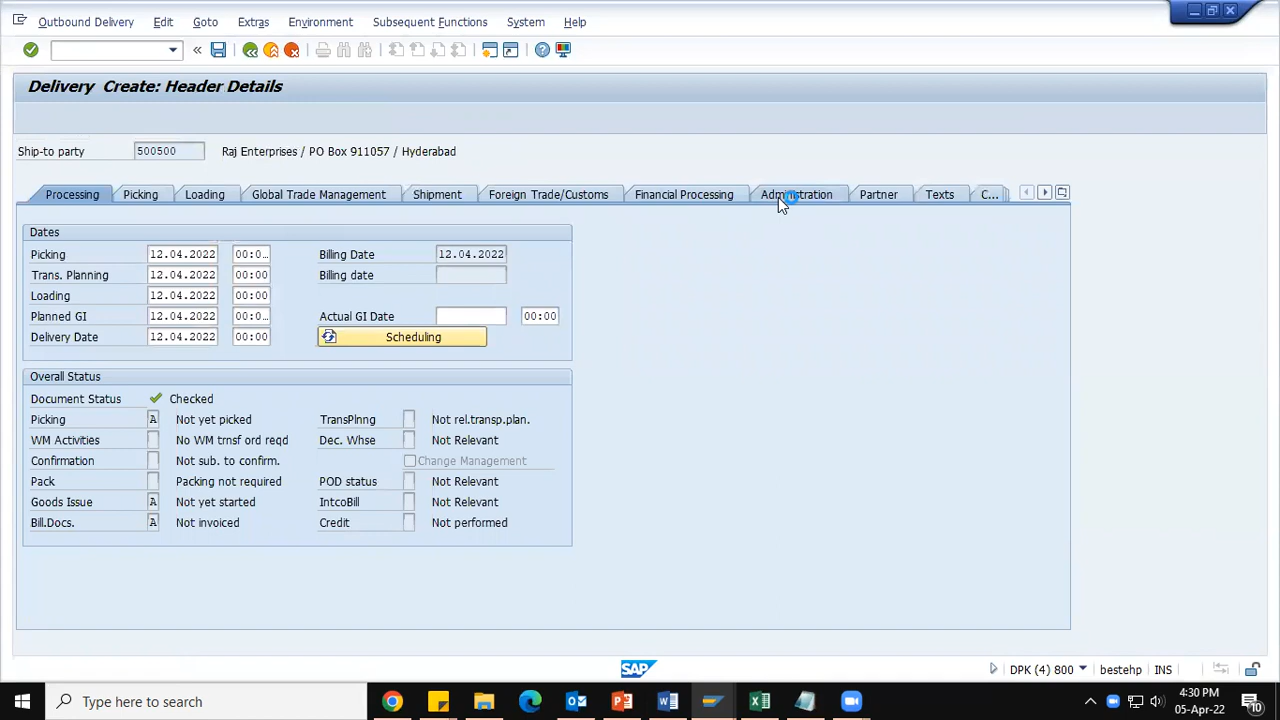 Outbound Delivery Edit Goto Extras Environment Subsequent Functions System Help
Delivery Create: Header Details
Ship-to party 500500 Raj Enterprises / PO Box 911057 / Hyderabad
Processing Picking Loading Global Trade Management Shipment Foreign Trade/Customs Financial Processing Administration Partner Texts C...
Dates
Picking 12.04.2022 00:0... Billing Date 12.04.2022
Trans. Planning 12.04.2022 00:00 Billing date
Loading 12.04.2022 00:00
Planned GI 12.04.2022 00:0... Actual GI Date 00:00
Delivery Date 12.04.2022 00:00 Scheduling
Overall Status
Document Status Checked
Picking A Not yet picked TransPlnng Not rel.transp.plan.
WM Activities No WM trnsf ord reqd Dec. Whse Not Relevant
Confirmation Not sub. to confirm. Change Management
Pack Packing not required POD status Not Relevant
Goods Issue A Not yet started IntcoBill Not Relevant
Bill.Docs. A Not invoiced Credit Not performed
SAP DPK (4) 800 bestehp INS
Type here to search 4:30 PM
05-Apr-22 10